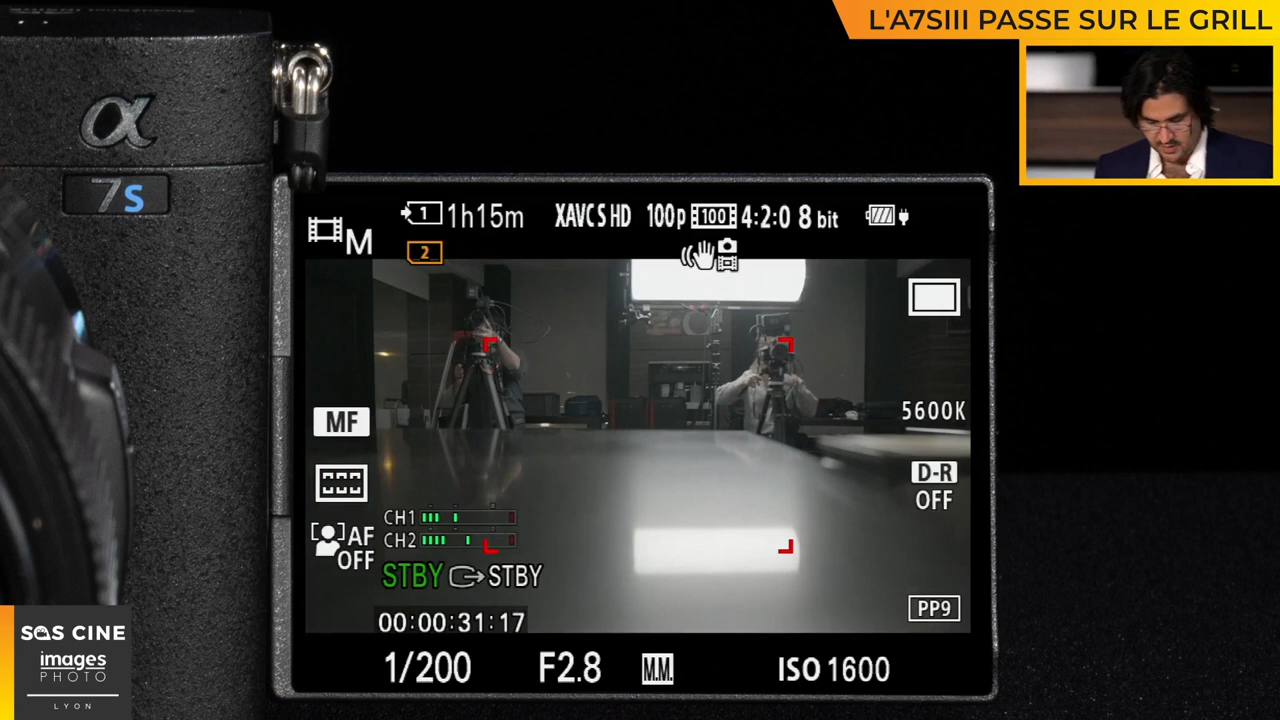 L'A7SIII PASSE SUR LE GRILL
α
7S
1 1h15m XAVC S HD 100p 100 4:2:0 8 bit
M
2
5600K
MF
D-R
OFF
CH1
AF
CH2
OFF
STBY STBY
PP9
00:00:31:17
1/200 F2.8 M.M. ISO 1600
SOS CINE
images
PHOTO
LYON